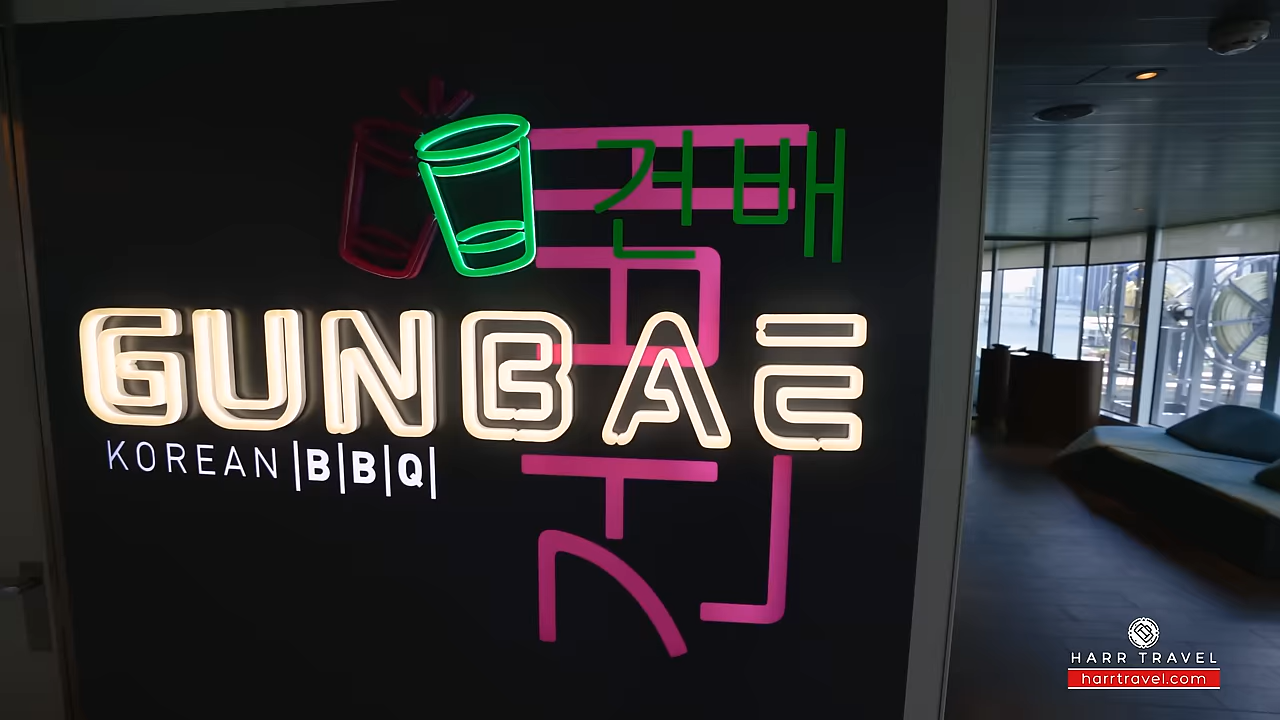 건배
GUNBAE
KOREAN |B|B|Q|
HARR TRAVEL
harrtravel.com